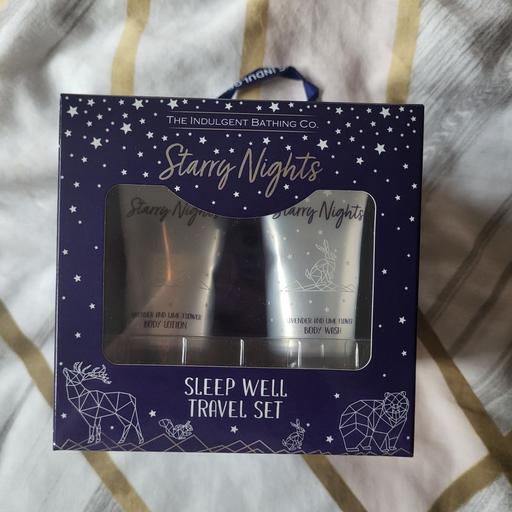 INDUL
THE INDULGENT BATHING CO.
Starry Nights
Starry Nights
LAVENDER AND LIME FLOWER
BODY LOTION
Starry Nights
LAVENDER AND LIME FLOWER
BODY WASH
SLEEP WELL
TRAVEL SET